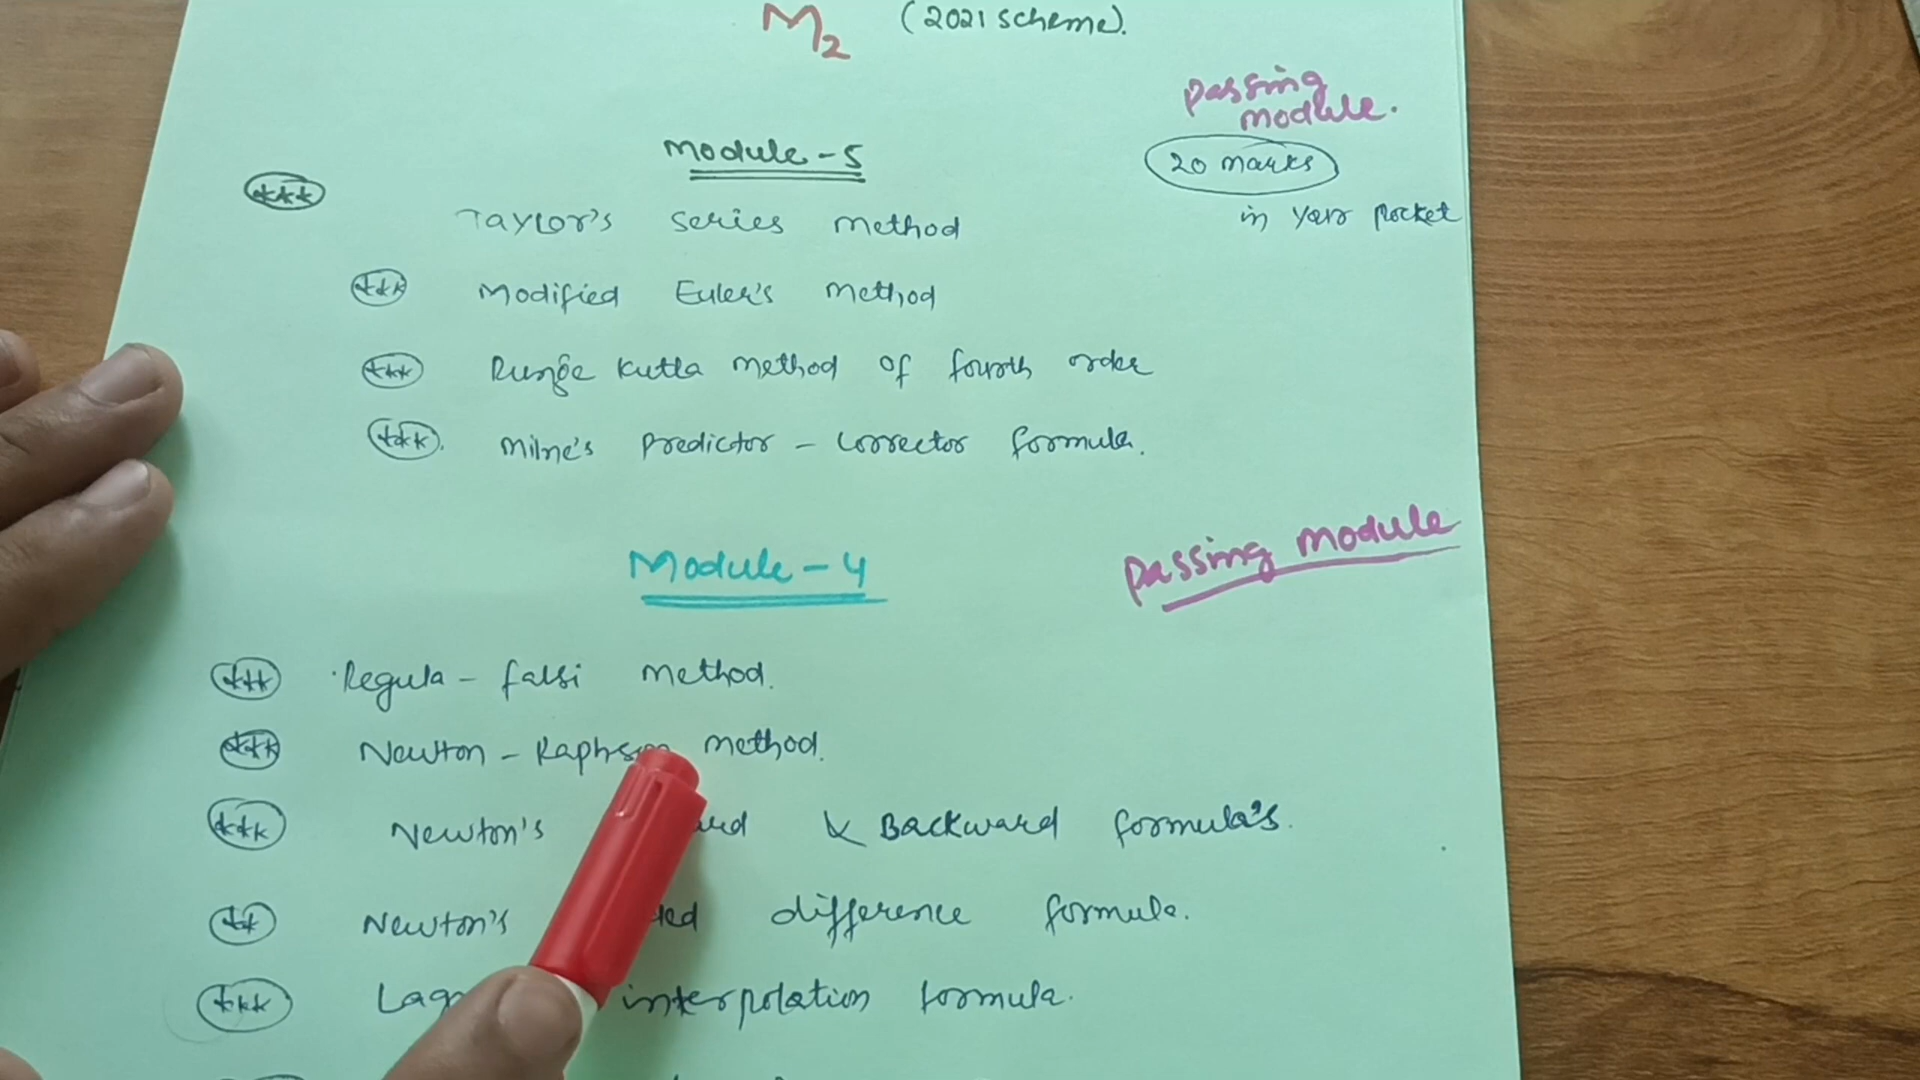 M2 (2021 scheme).
passing
module.
Module-5
20 marks
***
in your pocket
Taylor's series method
*** Modified Euler's method
*** Runge Kutta method of fourth order
***. Milne's predictor - corrector formula.
Module-4
passing module
*** Regula - falsi method.
*** Newton - method.
*** Newton's & Backward formula's.
** Newton's difference formula.
*** interpolation formula.